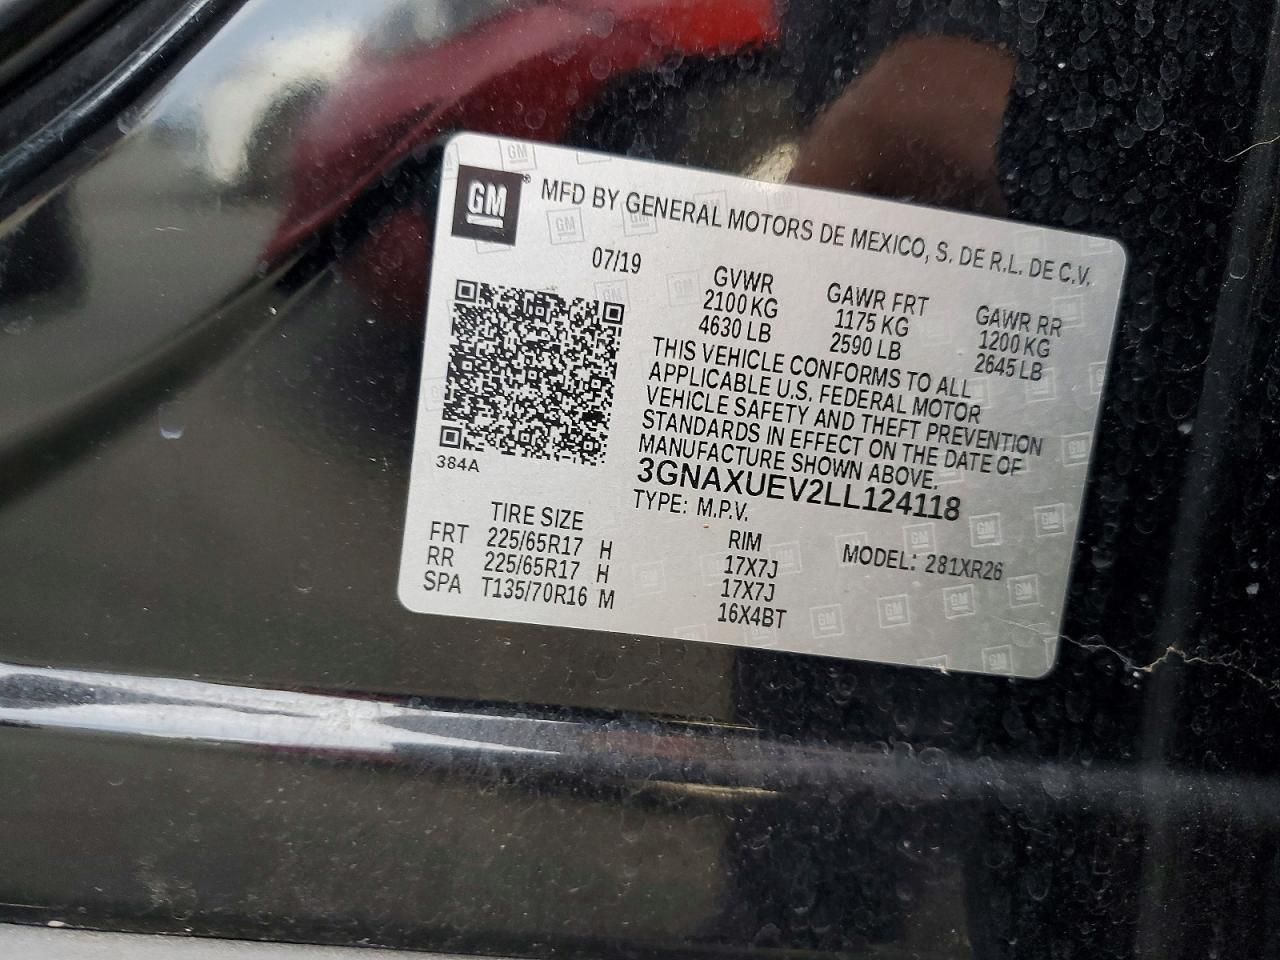 GM ® MFD BY GENERAL MOTORS DE MEXICO, S. DE R.L. DE C.V.
07/19
GVWR GAWR FRT GAWR RR
2100 KG 1175 KG 1200 KG
4630 LB 2590 LB 2645 LB
THIS VEHICLE CONFORMS TO ALL
APPLICABLE U.S. FEDERAL MOTOR
VEHICLE SAFETY AND THEFT PREVENTION
STANDARDS IN EFFECT ON THE DATE OF
MANUFACTURE SHOWN ABOVE.
384A
3GNAXUEV2LL124118
TYPE: M.P.V.
MODEL: 281XR26
TIRE SIZE RIM
FRT 225/65R17 H 17X7J
RR 225/65R17 H 17X7J
SPA T135/70R16 M 16X4BT